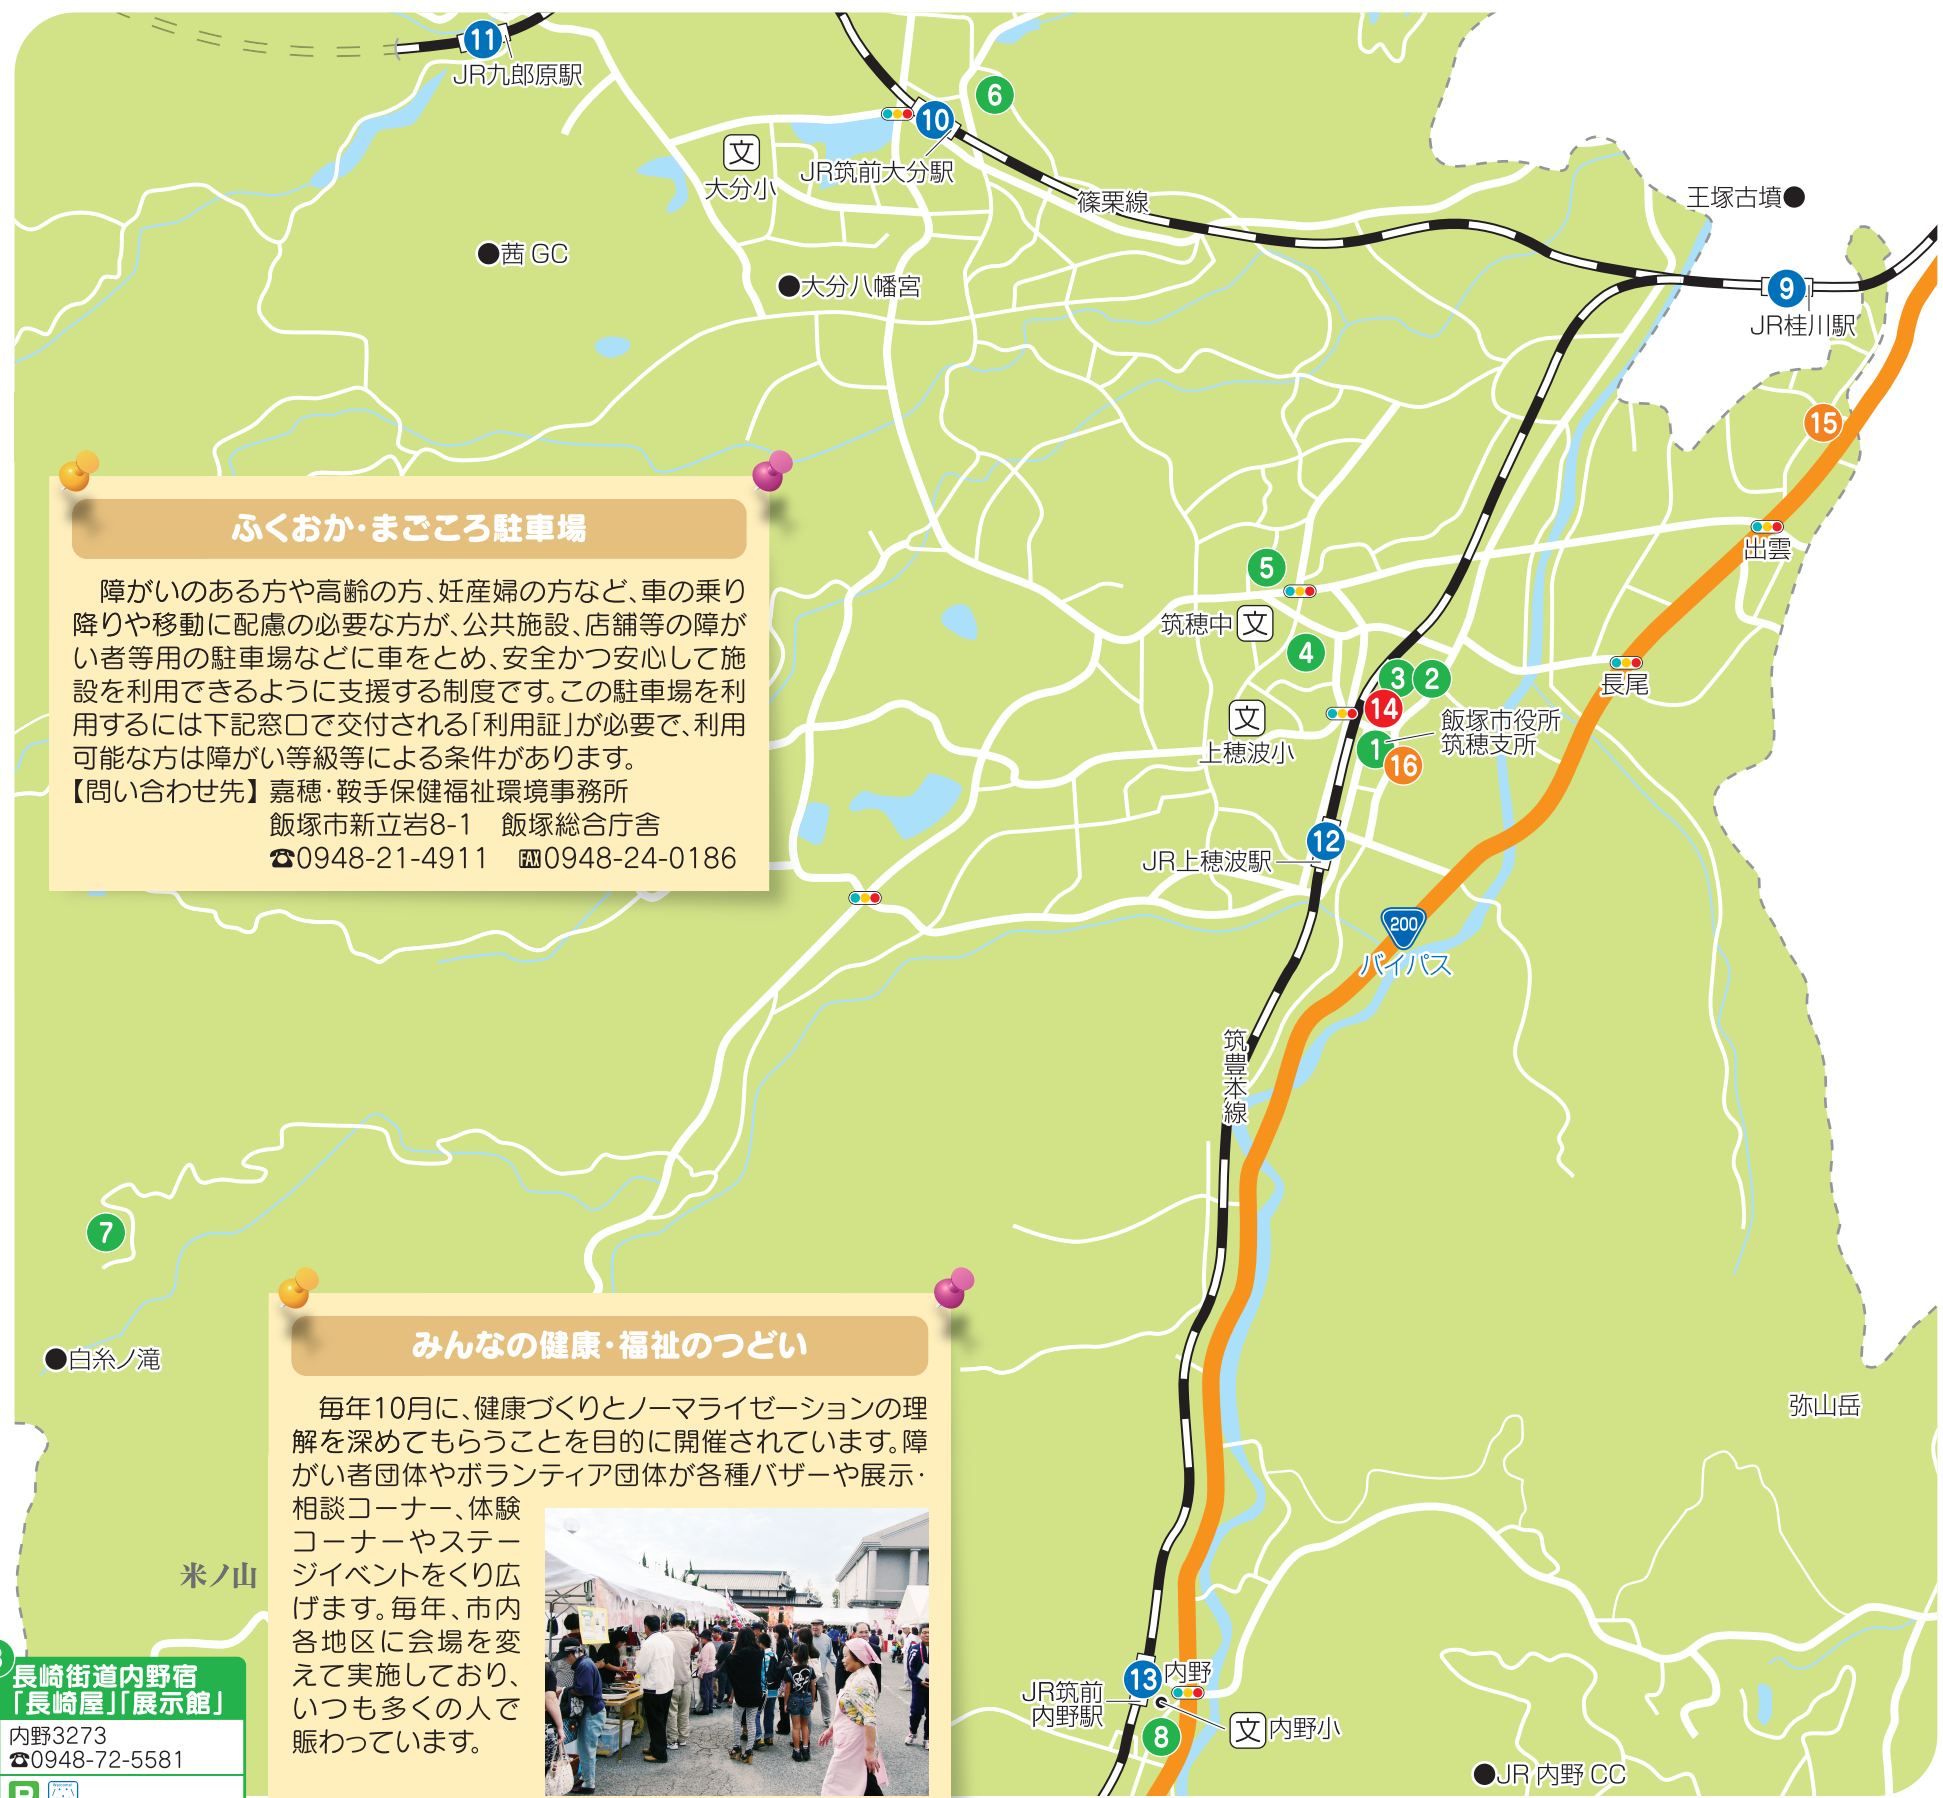 11
JR九郎原駅
6
10
JR筑前大分駅
文
大分小
篠栗線
王塚古墳
茜 GC
大分八幡宮
9
JR桂川駅
15
ふくおか・まごころ駐車場
障がいのある方や高齢の方、妊産婦の方など、車の乗り
降りや移動に配慮の必要な方が、公共施設、店舗等の障が
い者等用の駐車場などに車をとめ、安全かつ安心して施
設を利用できるように支援する制度です。この駐車場を利
用するには下記窓口で交付される「利用証」が必要で、利用
可能な方は障がい等級等による条件があります。
【問い合わせ先】嘉穂・鞍手保健福祉環境事務所
飯塚市新立岩8-1　飯塚総合庁舎
☎0948-21-4911　FAX0948-24-0186
出雲
5
筑穂中 文
4
3
2
長尾
14
文
上穂波小
飯塚市役所
筑穂支所
1
16
12
JR上穂波駅
200
バイパス
筑豊本線
7
白糸ノ滝
弥山岳
みんなの健康・福祉のつどい
毎年10月に、健康づくりとノーマライゼーションの理
解を深めてもらうことを目的に開催されています。障
がい者団体やボランティア団体が各種バザーや展示・
相談コーナー、体験
コーナーやステー
ジイベントをくり広
げます。毎年、市内
各地区に会場を変
えて実施しており、
いつも多くの人で
賑わっています。
米ノ山
長崎街道内野宿
「長崎屋」「展示館」
内野3273
☎0948-72-5581
P
Welcome!
13
内野
JR筑前
内野駅
8
文 内野小
JR 内野 CC